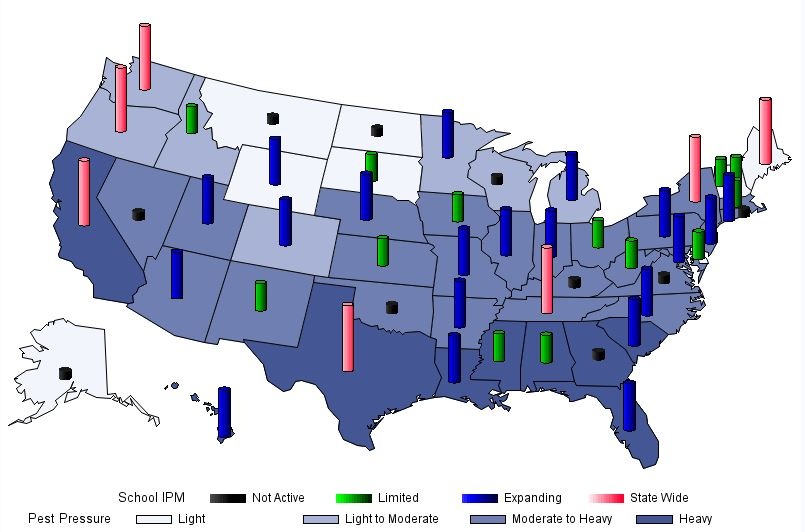 School IPM Not Active Limited Expanding State Wide
Pest Pressure Light Light to Moderate Moderate to Heavy Heavy